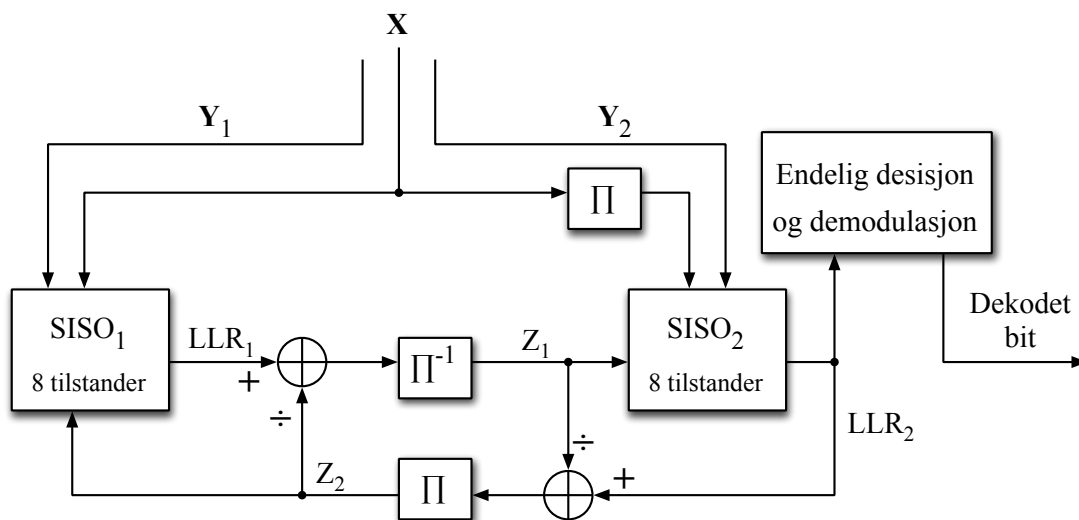 X
Y1
Y2
Π
Endelig desisjon
og demodulasjon
SISO1
8 tilstander
LLR1
+
÷
Π-1
Z1
SISO2
8 tilstander
Dekodet
bit
÷
LLR2
Z2
Π
+